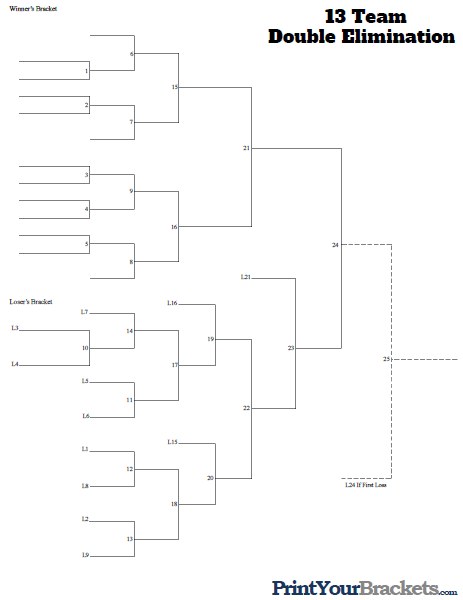 Winner's Bracket
13 Team
Double Elimination
6
1
15
2
7
21
3
9
4
16
5
8
24
L21
Loser's Bracket
L16
L7
L3
14
19
10
23
25
L4
17
L5
11
22
L6
L15
L1
12
20
L8
L24 If First Loss
18
L2
13
L9
PrintYourBrackets.com